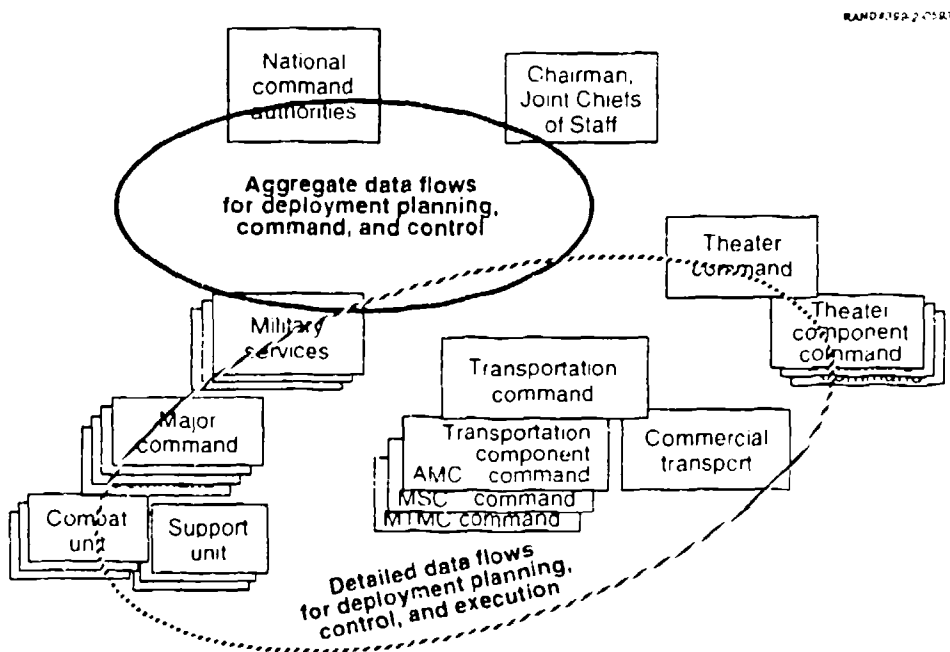 National
command
authorities
Chairman,
Joint Chiefs
of Staff
Aggregate data flows
for deployment planning,
command, and control
Theater
command
Theater
component
command
Military
services
Transportation
command
Major
command
Transportation
component
AMC command
MSC command
MTMC command
Commercial
transport
Combat
unit
Support
unit
Detailed data flows
for deployment planning,
control, and execution